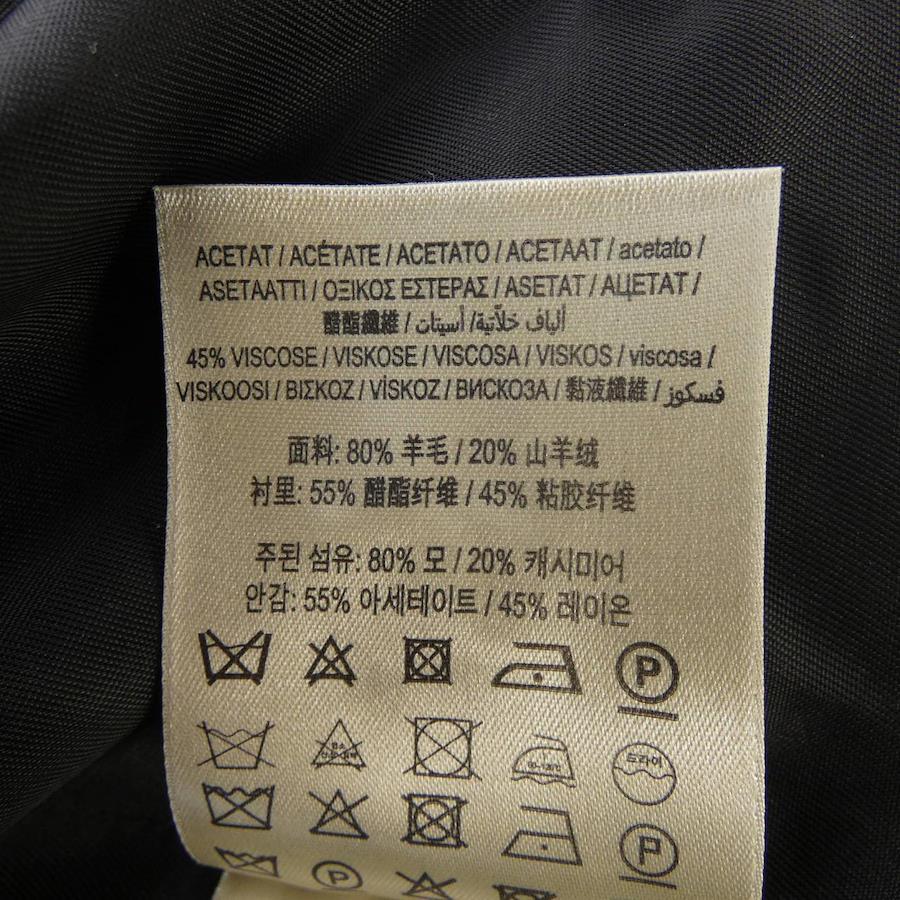 ACETAT / ACÉTATE / ACETATO / ACETAAT / acetato /
ASETAATTI / ΟΞΙΚΟΣ ΕΣΤΕΡΑΣ / ASETAT / АЦЕТАТ /
醋酯纖維 / ألياف خلاّتية/ أسيتات
45% VISCOSE / VISKOSE / VISCOSA / VISKOS / viscosa /
VISKOOSI / ΒΙΣΚΟΖ / VİSKOZ / ВИСКОЗА / 黏液纖維 / فسكوز
面料: 80% 羊毛 / 20% 山羊绒
衬里: 55% 醋酯纤维 / 45% 粘胶纤维
주된 섬유: 80% 모 / 20% 캐시미어
안감: 55% 아세테이트 / 45% 레이온
P
드라이
P
P